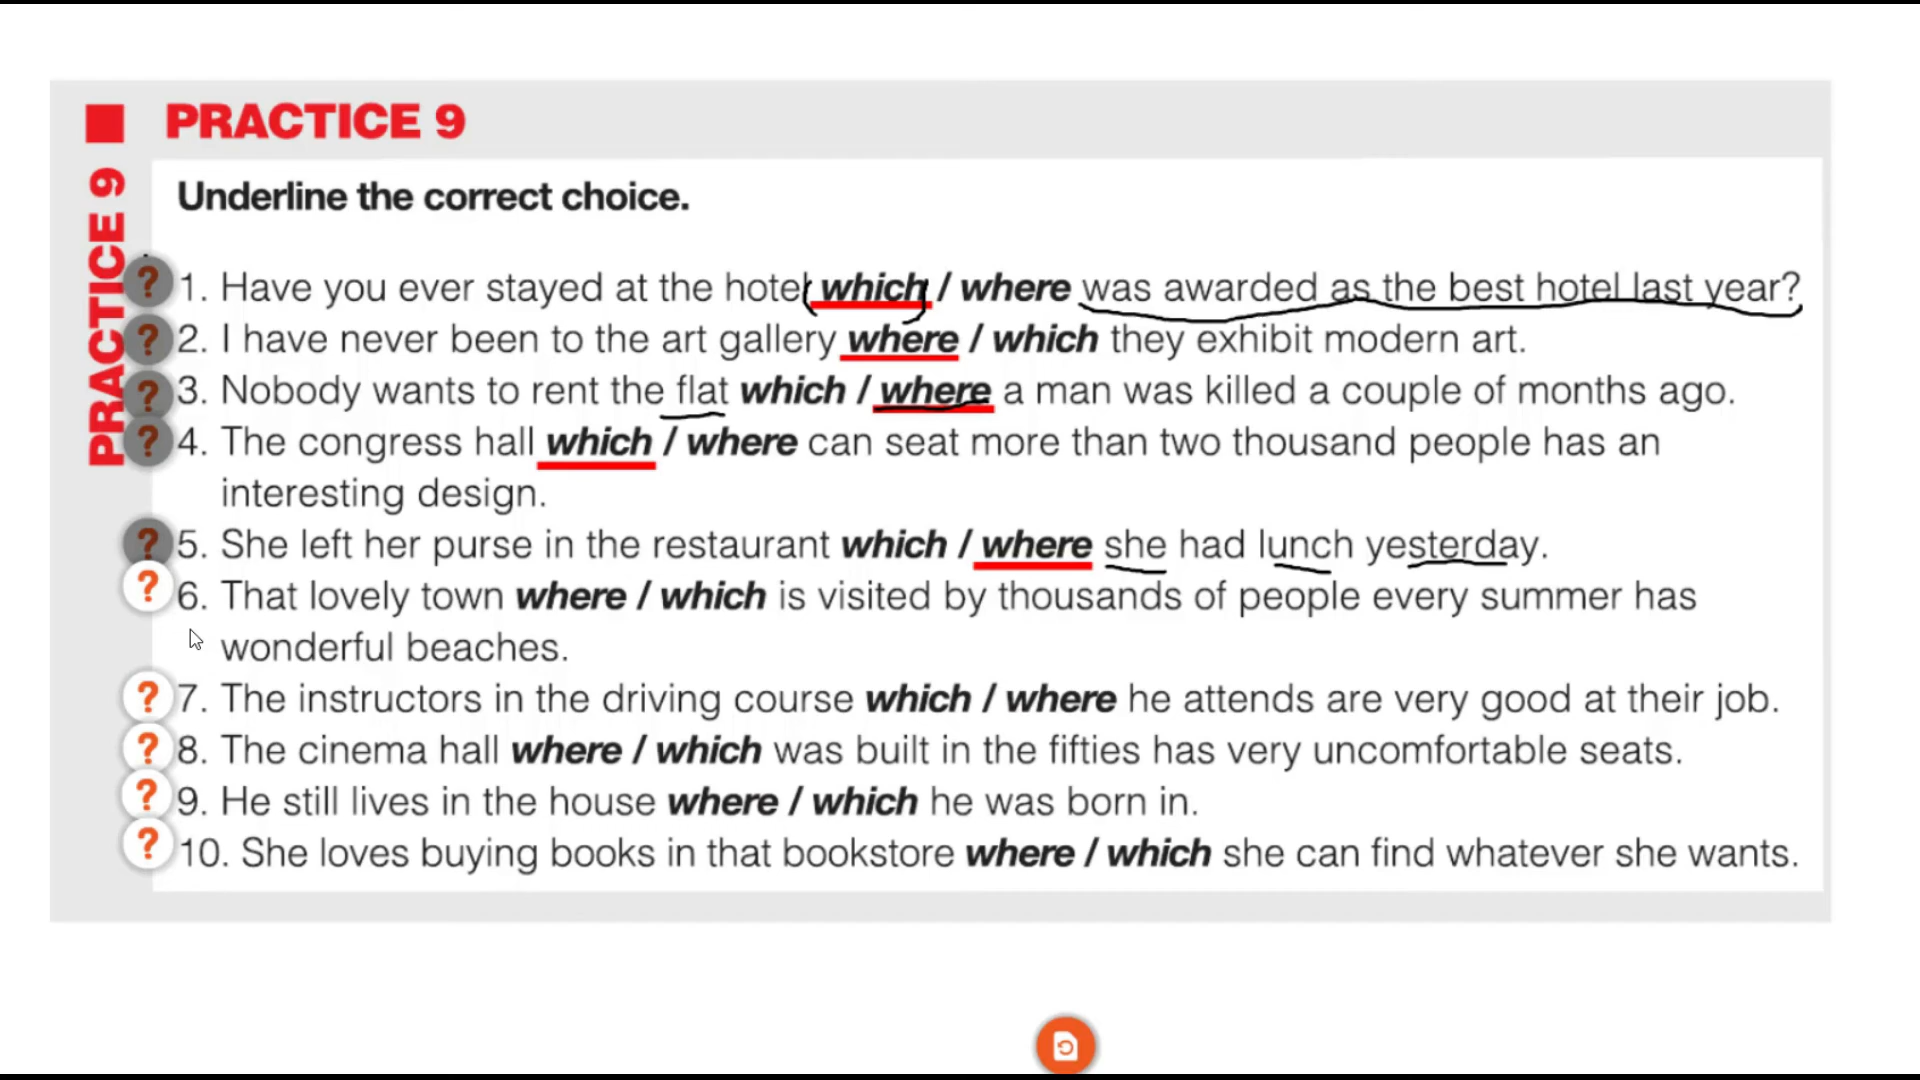 PRACTICE 9
PRACTICE 9
Underline the correct choice.
? 1. Have you ever stayed at the hotel which / where was awarded as the best hotel last year?
? 2. I have never been to the art gallery where / which they exhibit modern art.
? 3. Nobody wants to rent the flat which / where a man was killed a couple of months ago.
? 4. The congress hall which / where can seat more than two thousand people has an
interesting design.
? 5. She left her purse in the restaurant which / where she had lunch yesterday.
? 6. That lovely town where / which is visited by thousands of people every summer has
wonderful beaches.
? 7. The instructors in the driving course which / where he attends are very good at their job.
? 8. The cinema hall where / which was built in the fifties has very uncomfortable seats.
? 9. He still lives in the house where / which he was born in.
? 10. She loves buying books in that bookstore where / which she can find whatever she wants.